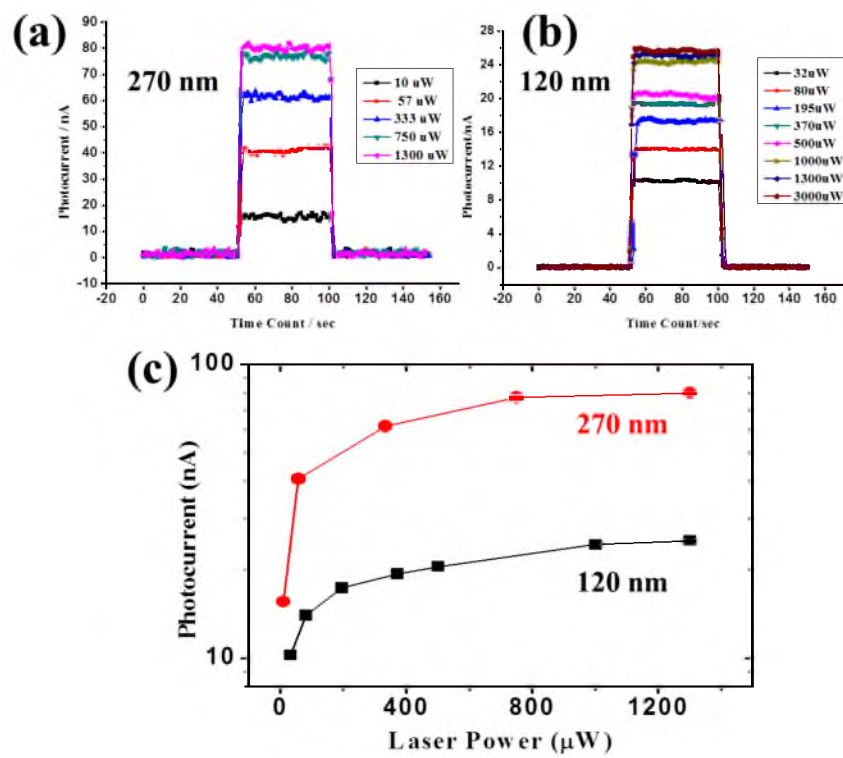 (a)
270 nm
Photocurrent / nA
90
80
70
60
50
40
30
20
10
0
-10
-20 0 20 40 60 80 100 120 140 160
Time Count / sec
10 uW
57 uW
333 uW
750 uW
1300 uW
(b)
120 nm
Photocurrent/nA
28
24
20
16
12
8
4
0
-20 0 20 40 60 80 100 120 140
Time Count/sec
32uW
80uW
195uW
370uW
500uW
1000uW
1300uW
3000uW
(c)
Photocurrent (nA)
100
10
270 nm
120 nm
0 400 800 1200
Laser Power (μW)